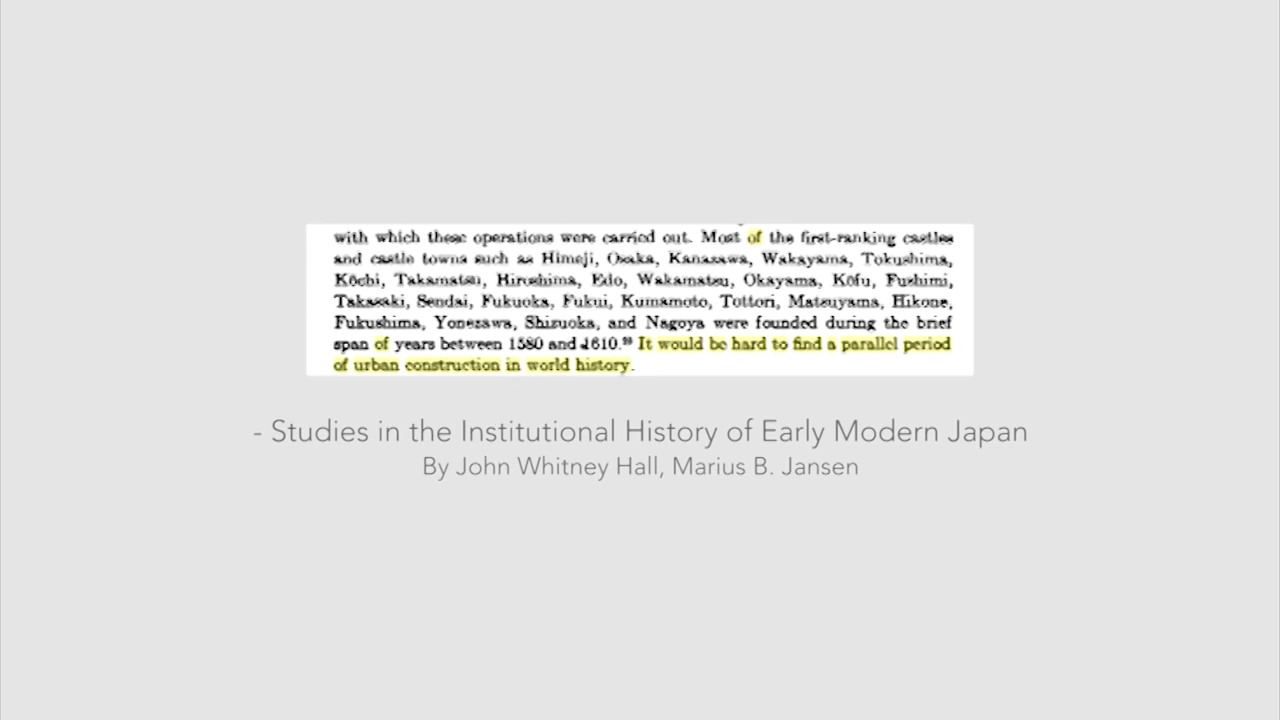 with which these operations were carried out. Most of the first-ranking castles
and castle towns such as Himeji, Osaka, Kanazawa, Wakayama, Tokushima,
Kōchi, Takamatsu, Hiroshima, Edo, Wakamatsu, Okayama, Kōfu, Fushimi,
Takasaki, Sendai, Fukuoka, Fukui, Kumamoto, Tottori, Matsuyama, Hikone,
Fukushima, Yonezawa, Shizuoka, and Nagoya were founded during the brief
span of years between 1580 and 1610. It would be hard to find a parallel period
of urban construction in world history.
- Studies in the Institutional History of Early Modern Japan
By John Whitney Hall, Marius B. Jansen